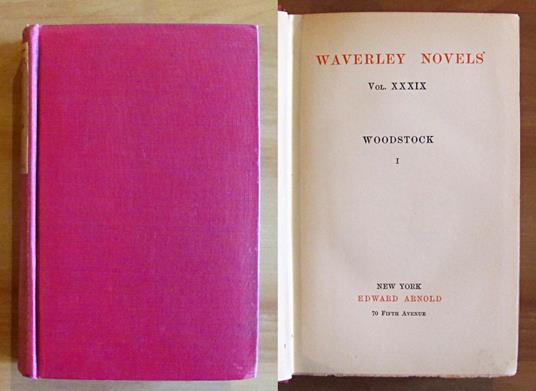 WAVERLEY NOVELS
VOL. XXXIX
WOODSTOCK
I
NEW YORK
EDWARD ARNOLD
70 FIFTH AVENUE